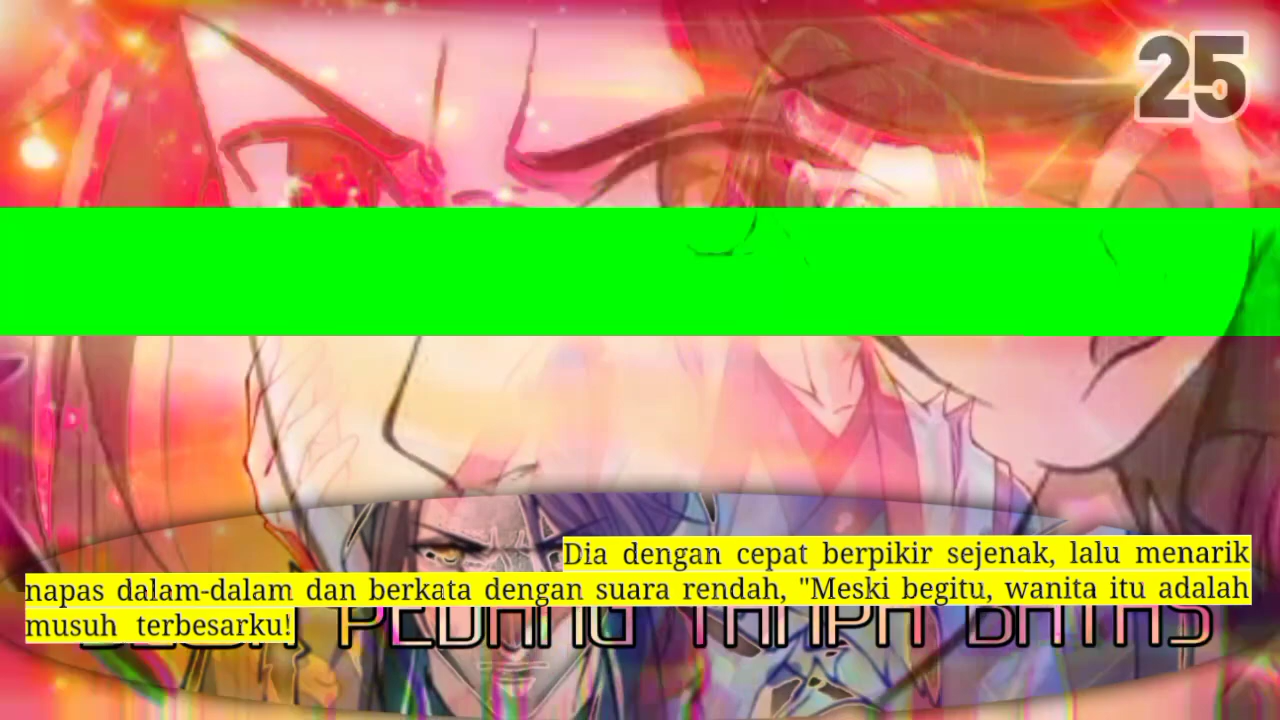 25
Dia dengan cepat berpikir sejenak, lalu menarik
napas dalam-dalam dan berkata dengan suara rendah, "Meski begitu, wanita itu adalah
musuh terbesarku!
PEDANG TANPA BATAS